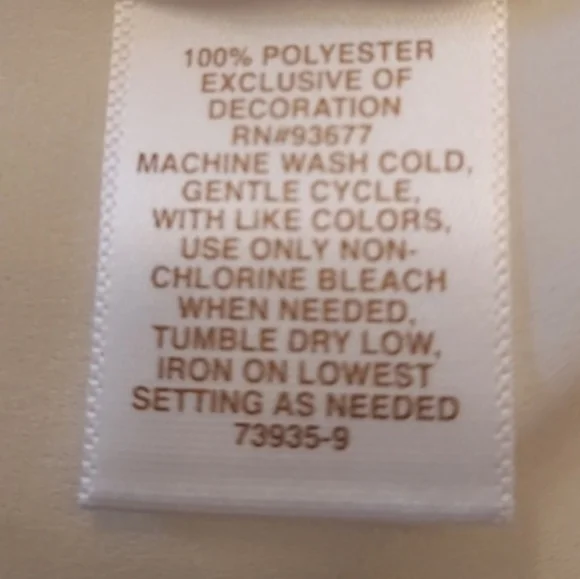 100% POLYESTER
EXCLUSIVE OF
DECORATION
RN#93677
MACHINE WASH COLD,
GENTLE CYCLE,
WITH LIKE COLORS,
USE ONLY NON-
CHLORINE BLEACH
WHEN NEEDED,
TUMBLE DRY LOW,
IRON ON LOWEST
SETTING AS NEEDED
73935-9